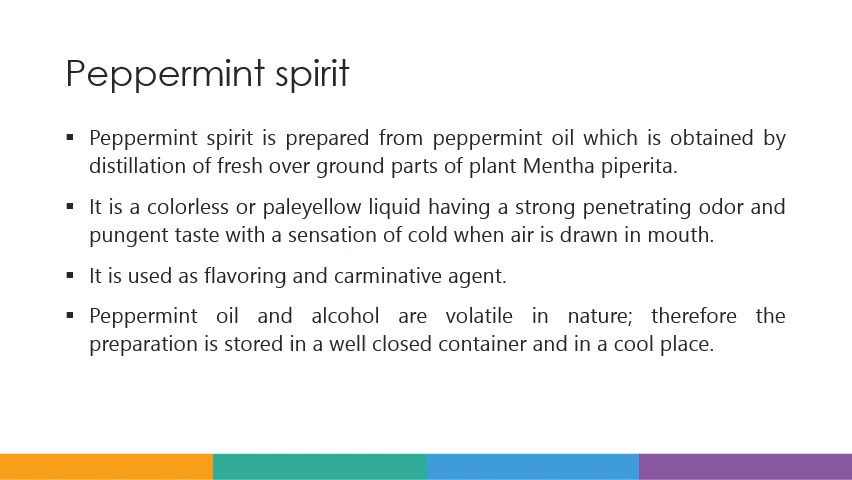 Peppermint spirit
▪ Peppermint spirit is prepared from peppermint oil which is obtained by
distillation of fresh over ground parts of plant Mentha piperita.
▪ It is a colorless or paleyellow liquid having a strong penetrating odor and
pungent taste with a sensation of cold when air is drawn in mouth.
▪ It is used as flavoring and carminative agent.
▪ Peppermint oil and alcohol are volatile in nature; therefore the
preparation is stored in a well closed container and in a cool place.